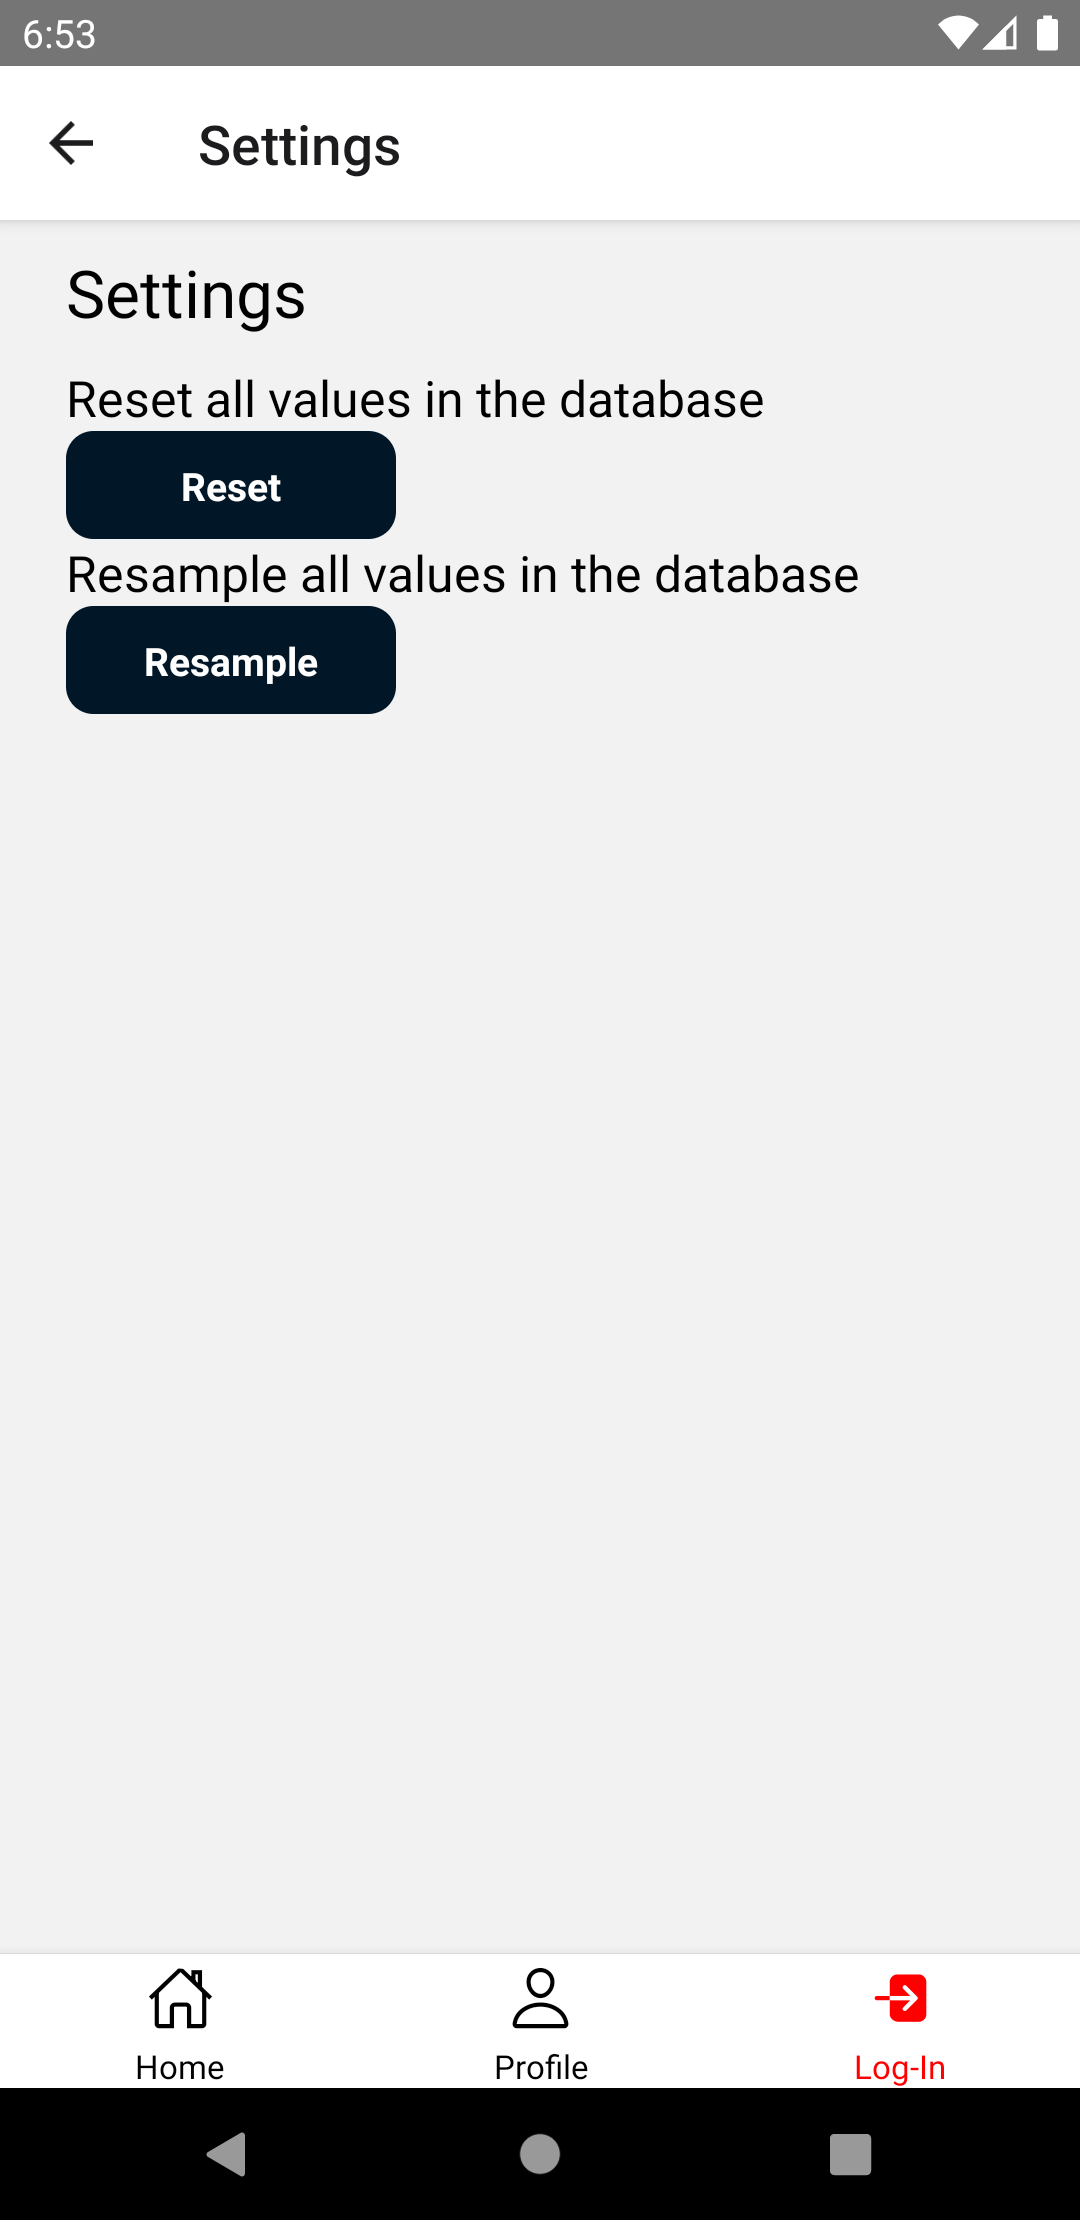 6:53
Settings
Settings
Reset all values in the database
Reset
Resample all values in the database
Resample
Home
Profile
Log-In